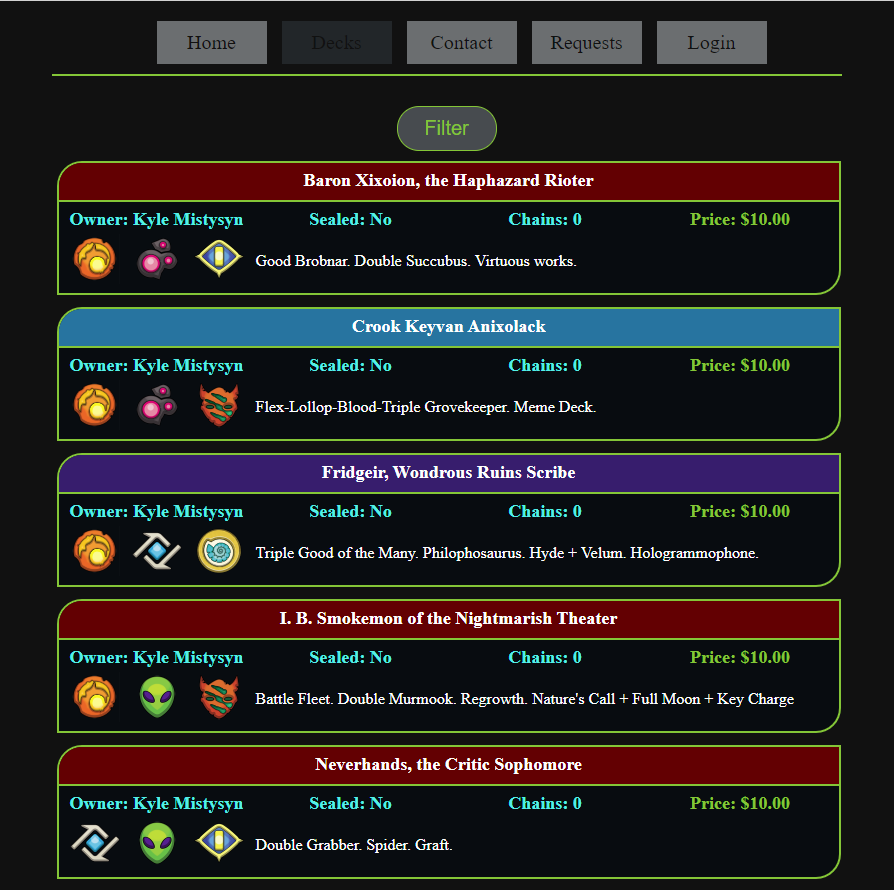 Home Decks Contact Requests Login
Filter
Baron Xixoion, the Haphazard Rioter
Owner: Kyle Mistysyn Sealed: No Chains: 0 Price: $10.00
Good Brobnar. Double Succubus. Virtuous works.
Crook Keyvan Anixolack
Owner: Kyle Mistysyn Sealed: No Chains: 0 Price: $10.00
Flex-Lollop-Blood-Triple Grovekeeper. Meme Deck.
Fridgeir, Wondrous Ruins Scribe
Owner: Kyle Mistysyn Sealed: No Chains: 0 Price: $10.00
Triple Good of the Many. Philophosaurus. Hyde + Velum. Hologrammophone.
I. B. Smokemon of the Nightmarish Theater
Owner: Kyle Mistysyn Sealed: No Chains: 0 Price: $10.00
Battle Fleet. Double Murmook. Regrowth. Nature's Call + Full Moon + Key Charge
Neverhands, the Critic Sophomore
Owner: Kyle Mistysyn Sealed: No Chains: 0 Price: $10.00
Double Grabber. Spider. Graft.